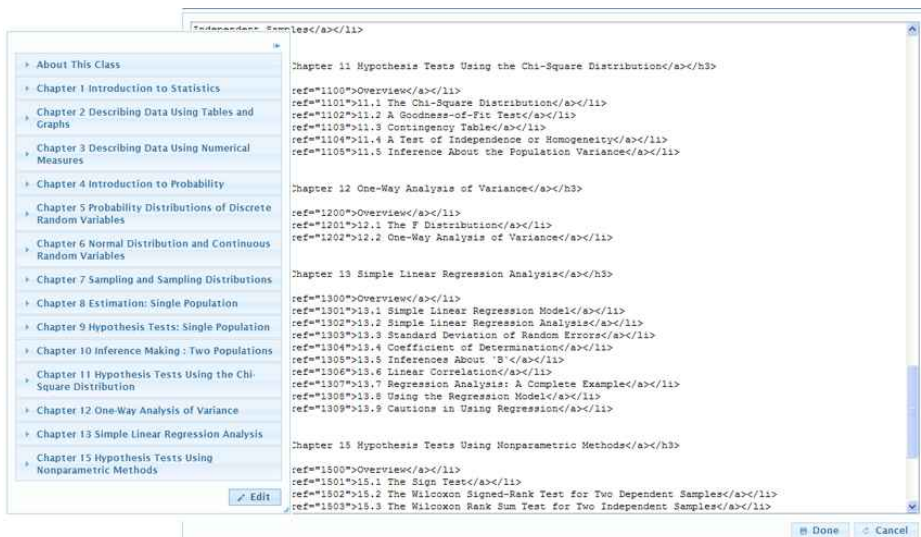 Independent Samples</a></li>
About This Class
Chapter 1 Introduction to Statistics
Chapter 2 Describing Data Using Tables and
Graphs
Chapter 3 Describing Data Using Numerical
Measures
Chapter 4 Introduction to Probability
Chapter 5 Probability Distributions of Discrete
Random Variables
Chapter 6 Normal Distribution and Continuous
Random Variables
Chapter 7 Sampling and Sampling Distributions
Chapter 8 Estimation: Single Population
Chapter 9 Hypothesis Tests: Single Population
Chapter 10 Inference Making : Two Populations
Chapter 11 Hypothesis Tests Using the Chi-
Square Distribution
Chapter 12 One-Way Analysis of Variance
Chapter 13 Simple Linear Regression Analysis
Chapter 15 Hypothesis Tests Using
Nonparametric Methods
Edit
Chapter 11 Hypothesis Tests Using the Chi-Square Distribution</a></h3>
ref="1100">Overview</a></li>
ref="1101">11.1 The Chi-Square Distribution</a></li>
ref="1102">11.2 A Goodness-of-Fit Test</a></li>
ref="1103">11.3 Contingency Table</a></li>
ref="1104">11.4 A Test of Independence or Homogeneity</a></li>
ref="1105">11.5 Inference About the Population Variance</a></li>
Chapter 12 One-Way Analysis of Variance</a></h3>
ref="1200">Overview</a></li>
ref="1201">12.1 The F Distribution</a></li>
ref="1202">12.2 One-Way Analysis of Variance</a></li>
Chapter 13 Simple Linear Regression Analysis</a></h3>
ref="1300">Overview</a></li>
ref="1301">13.1 Simple Linear Regression Model</a></li>
ref="1302">13.2 Simple Linear Regression Analysis</a></li>
ref="1303">13.3 Standard Deviation of Random Errors</a></li>
ref="1304">13.4 Coefficient of Determination</a></li>
ref="1305">13.5 Inferences About 'B'</a></li>
ref="1306">13.6 Linear Correlation</a></li>
ref="1307">13.7 Regression Analysis: A Complete Example</a></li>
ref="1308">13.8 Using the Regression Model</a></li>
ref="1309">13.9 Cautions in Using Regression</a></li>
Chapter 15 Hypothesis Tests Using Nonparametric Methods</a></h3>
ref="1500">Overview</a></li>
ref="1501">15.1 The Sign Test</a></li>
ref="1502">15.2 The Wilcoxon Signed-Rank Test for Two Dependent Samples</a></li>
ref="1503">15.3 The Wilcoxon Rank Sum Test for Two Independent Samples</a></li>
Done
Cancel